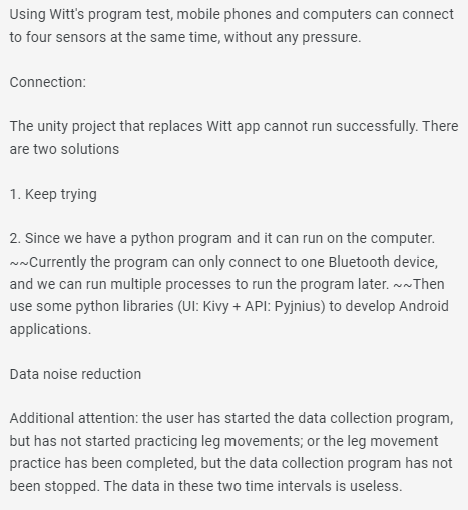 Using Witt's program test, mobile phones and computers can connect
to four sensors at the same time, without any pressure.
Connection:
The unity project that replaces Witt app cannot run successfully. There
are two solutions
1. Keep trying
2. Since we have a python program and it can run on the computer.
~~Currently the program can only connect to one Bluetooth device,
and we can run multiple processes to run the program later. ~~Then
use some python libraries (UI: Kivy + API: Pyjnius) to develop Android
applications.
Data noise reduction
Additional attention: the user has started the data collection program,
but has not started practicing leg movements; or the leg movement
practice has been completed, but the data collection program has not
been stopped. The data in these two time intervals is useless.